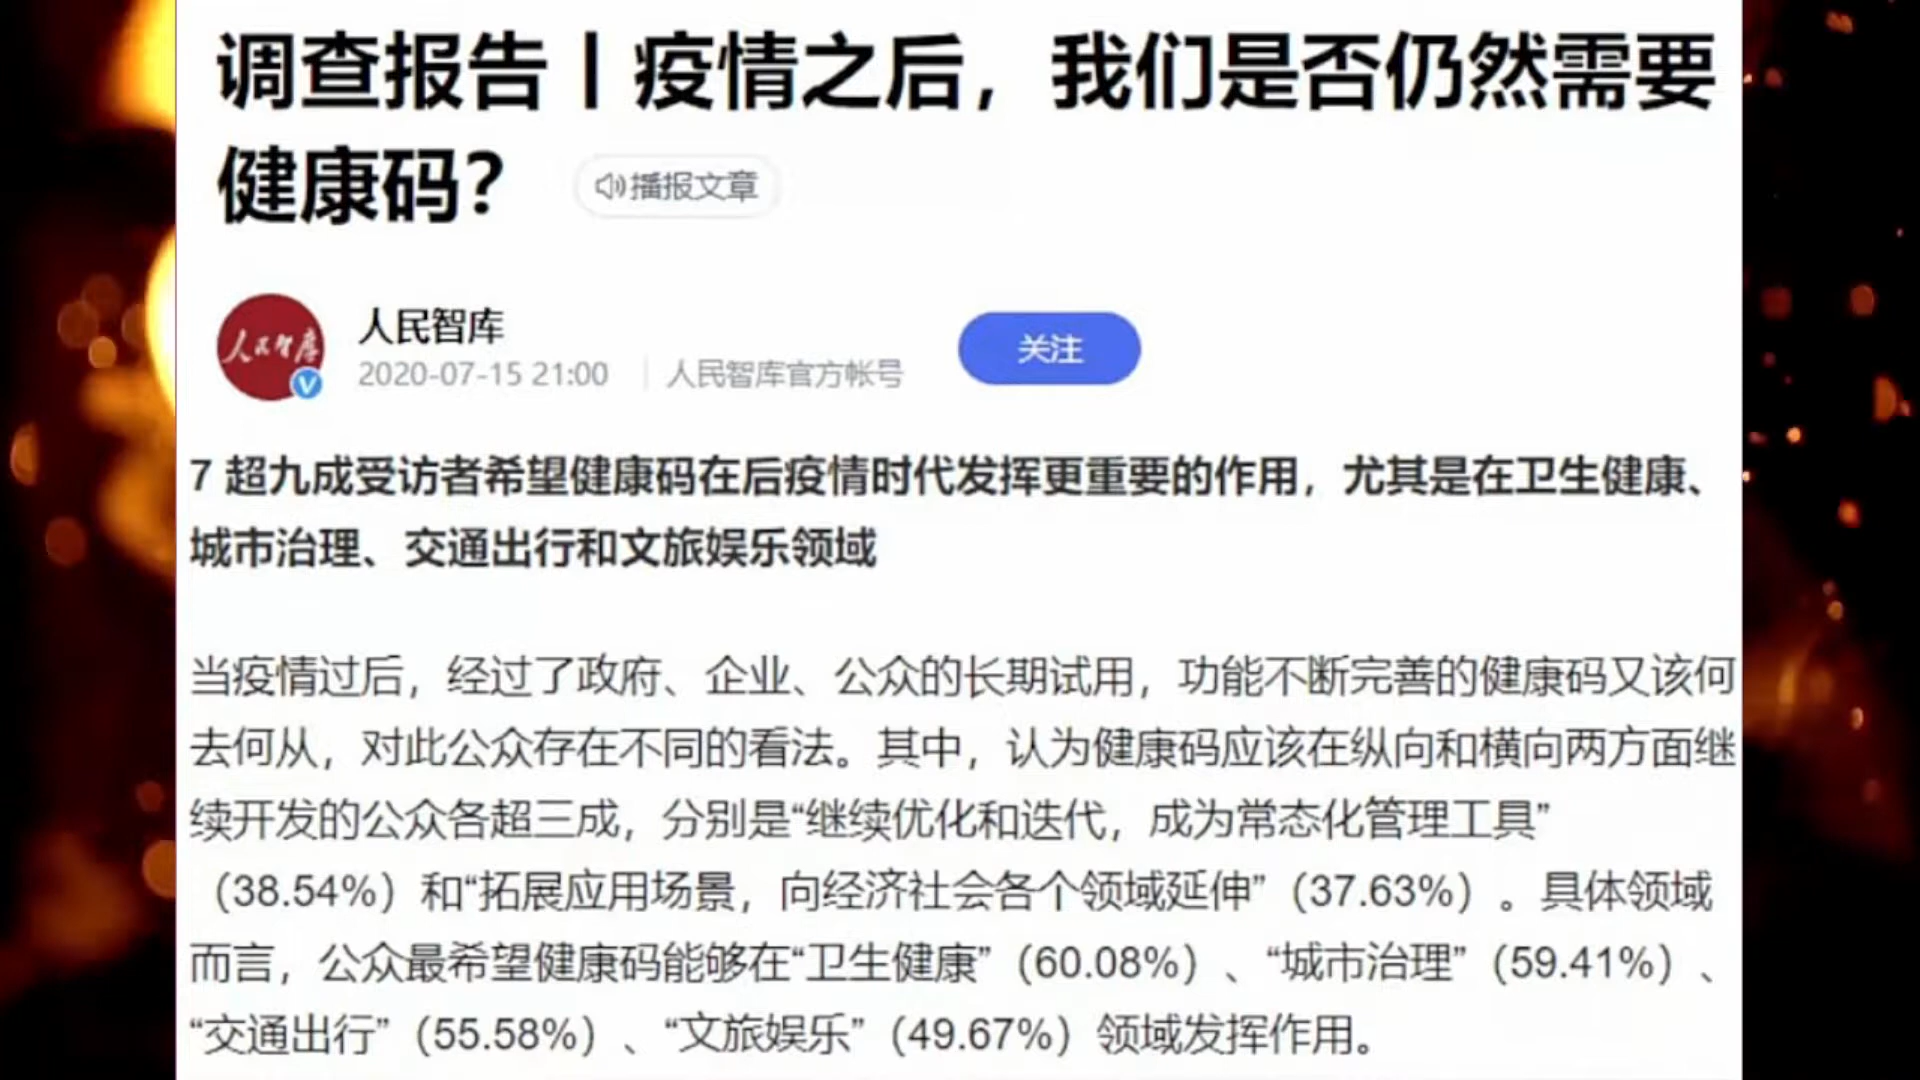 调查报告丨疫情之后，我们是否仍然需要
健康码？
播报文章
人民智库
人民智库
2020-07-15 21:00 人民智库官方帐号
关注
7 超九成受访者希望健康码在后疫情时代发挥更重要的作用，尤其是在卫生健康、
城市治理、交通出行和文旅娱乐领域
当疫情过后，经过了政府、企业、公众的长期试用，功能不断完善的健康码又该何
去何从，对此公众存在不同的看法。其中，认为健康码应该在纵向和横向两方面继
续开发的公众各超三成，分别是“继续优化和迭代，成为常态化管理工具”
（38.54%）和“拓展应用场景，向经济社会各个领域延伸”（37.63%）。具体领域
而言，公众最希望健康码能够在“卫生健康”（60.08%）、“城市治理”（59.41%）、
“交通出行”（55.58%）、“文旅娱乐”（49.67%）领域发挥作用。